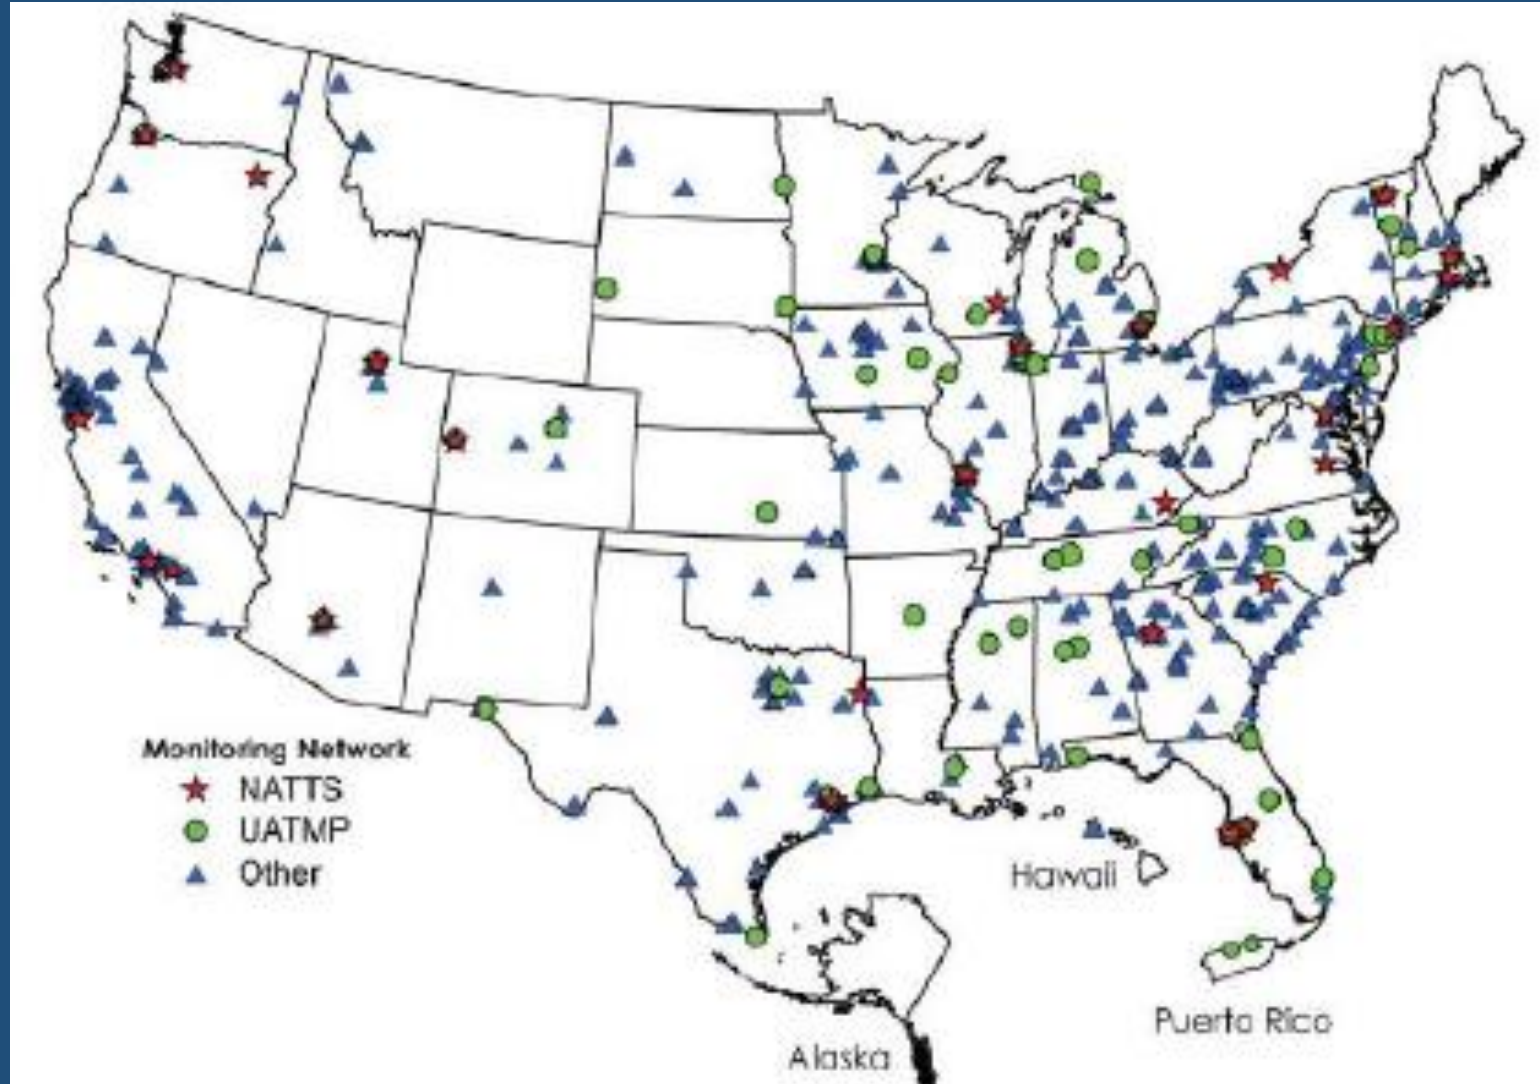 Monitoring Network
NATTS
UATMP
Other
Hawaii
Puerto Rico
Alaska